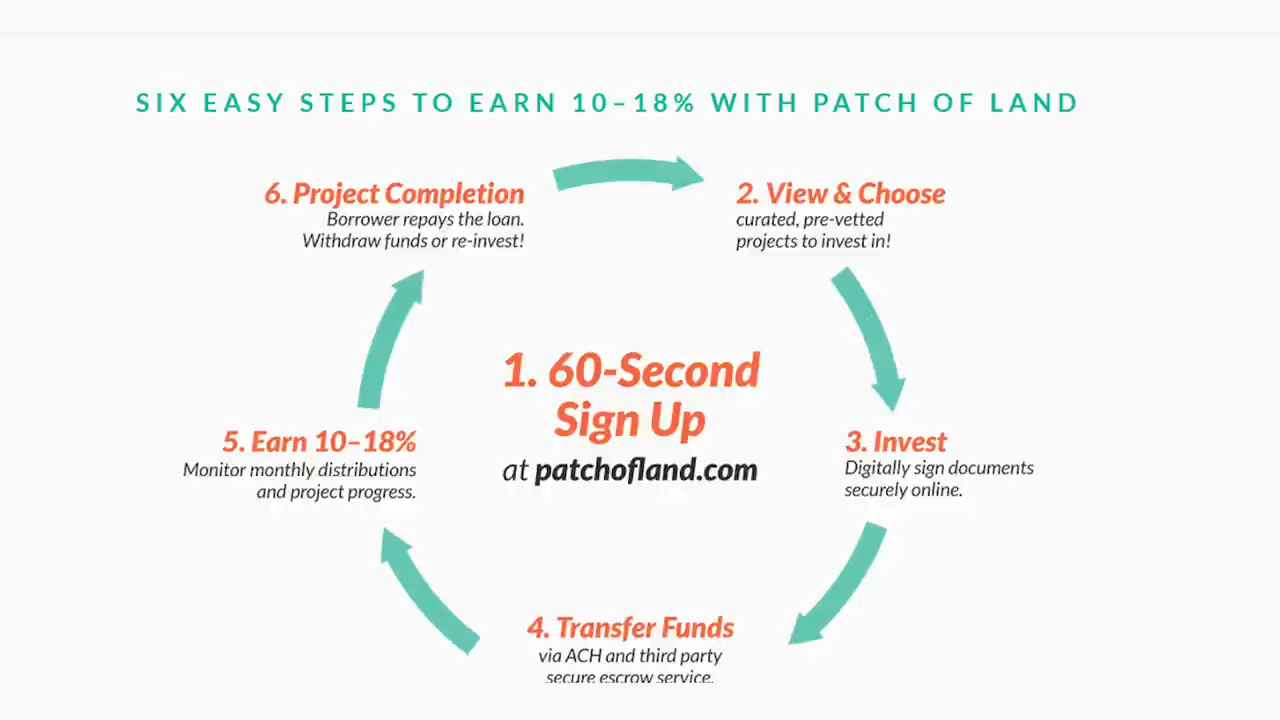 SIX EASY STEPS TO EARN 10–18% WITH PATCH OF LAND
1. 60-Second
Sign Up
at patchofland.com
2. View & Choose
curated, pre-vetted
projects to invest in!
3. Invest
Digitally sign documents
securely online.
4. Transfer Funds
via ACH and third party
secure escrow service.
5. Earn 10–18%
Monitor monthly distributions
and project progress.
6. Project Completion
Borrower repays the loan.
Withdraw funds or re-invest!